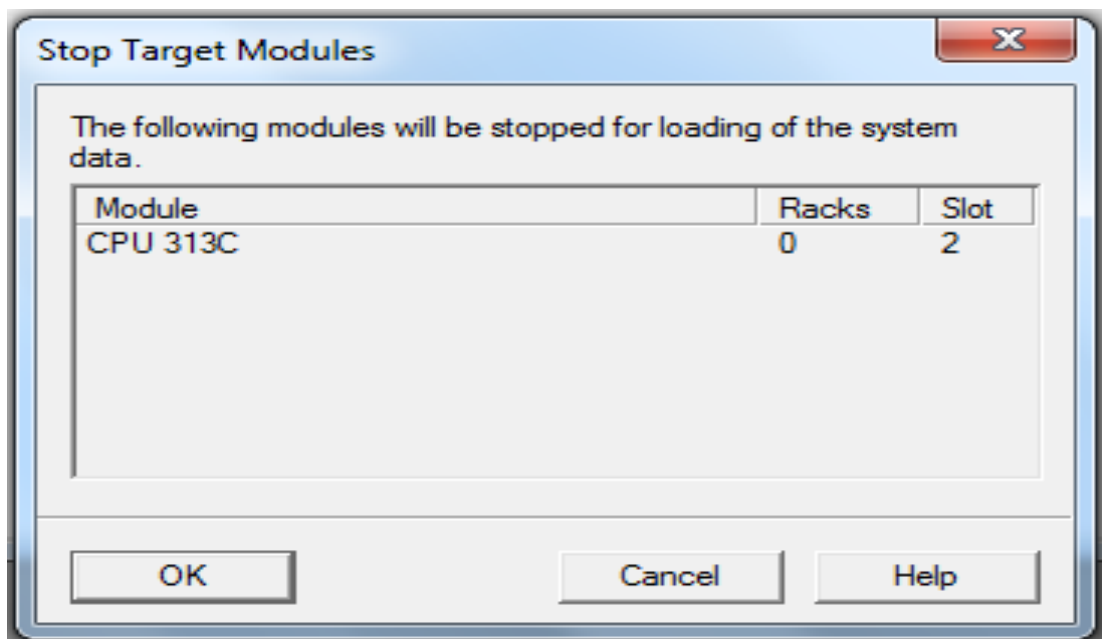 Stop Target Modules
The following modules will be stopped for loading of the system
data.
Module Racks Slot
CPU 313C 0 2
OK Cancel Help